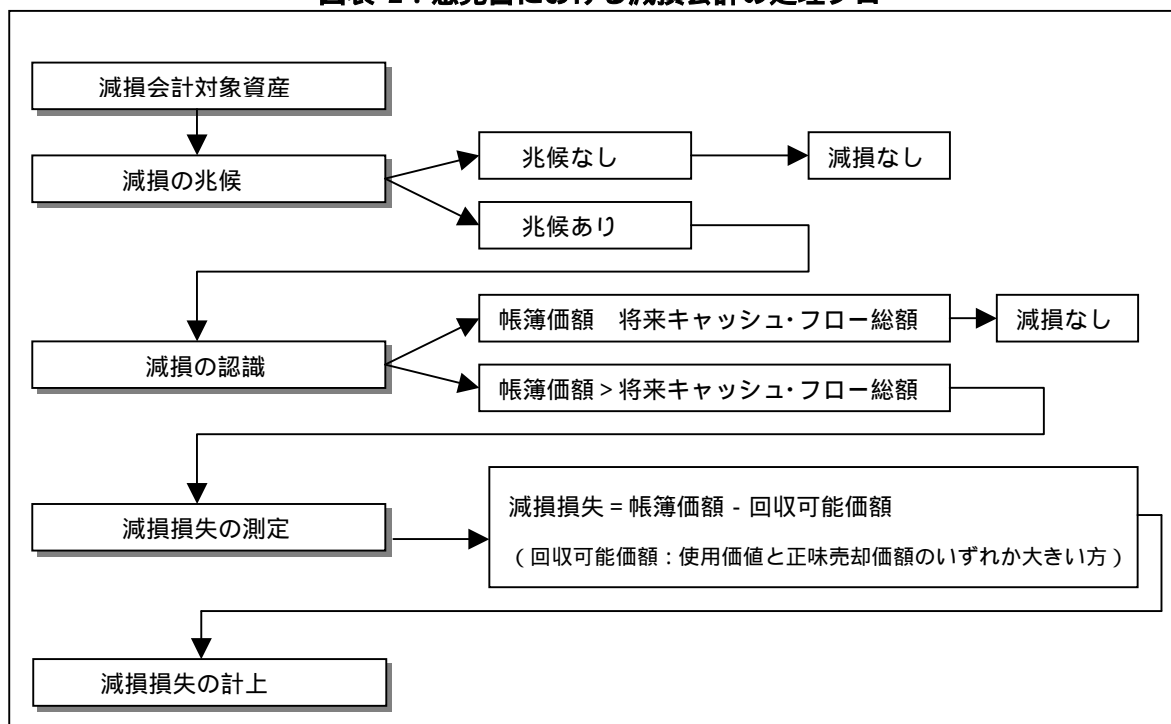 減損会計対象資産
減損の兆候
兆候なし
減損なし
兆候あり
減損の認識
帳簿価額 将来キャッシュ・フロー総額
減損なし
帳簿価額 > 将来キャッシュ・フロー総額
減損損失の測定
減損損失 = 帳簿価額 - 回収可能価額
（回収可能価額：使用価値と正味売却価額のいずれか大きい方）
減損損失の計上